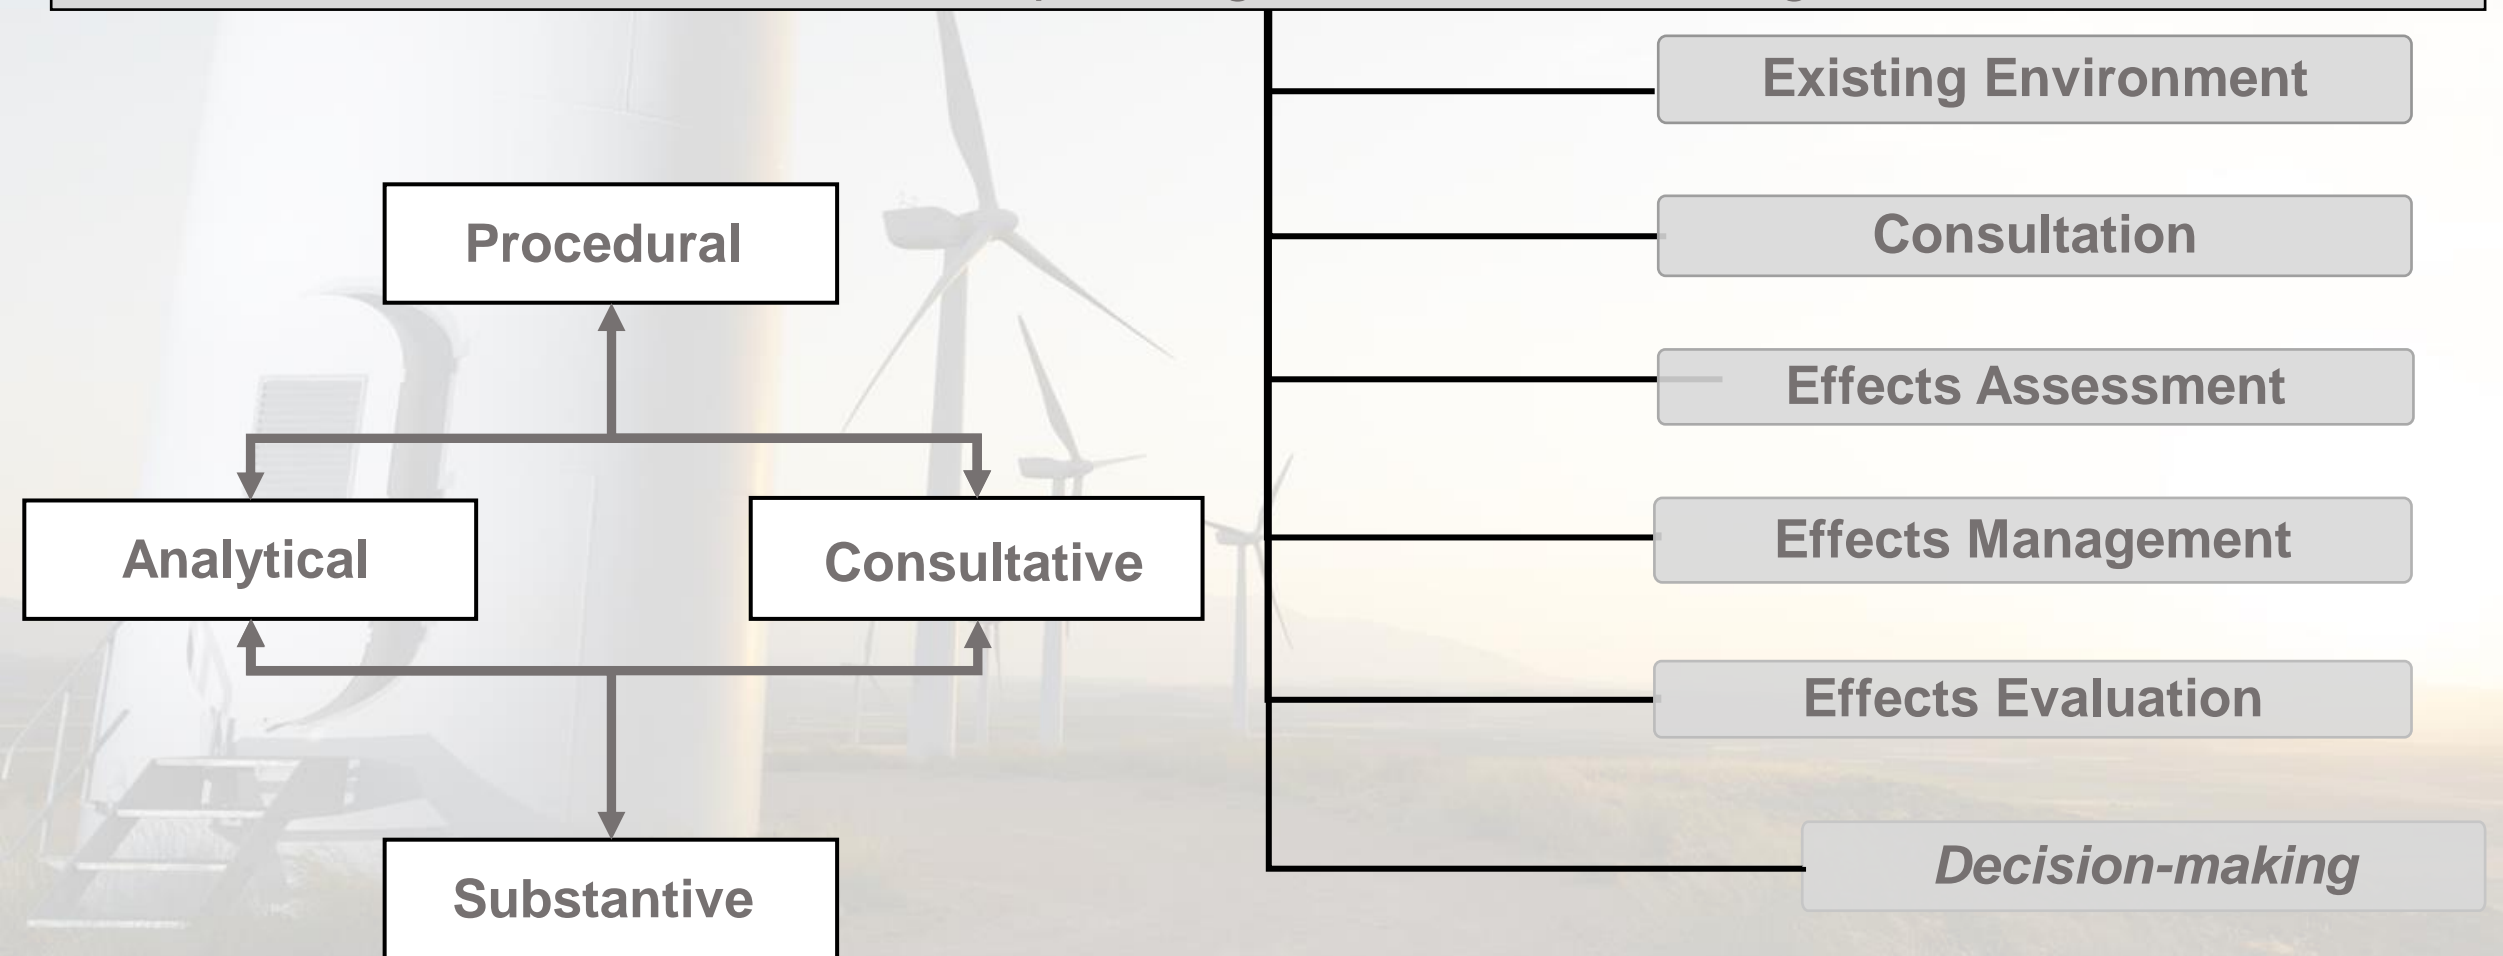 Procedural
Analytical
Consultative
Substantive
Existing Environment
Consultation
Effects Assessment
Effects Management
Effects Evaluation
Decision-making